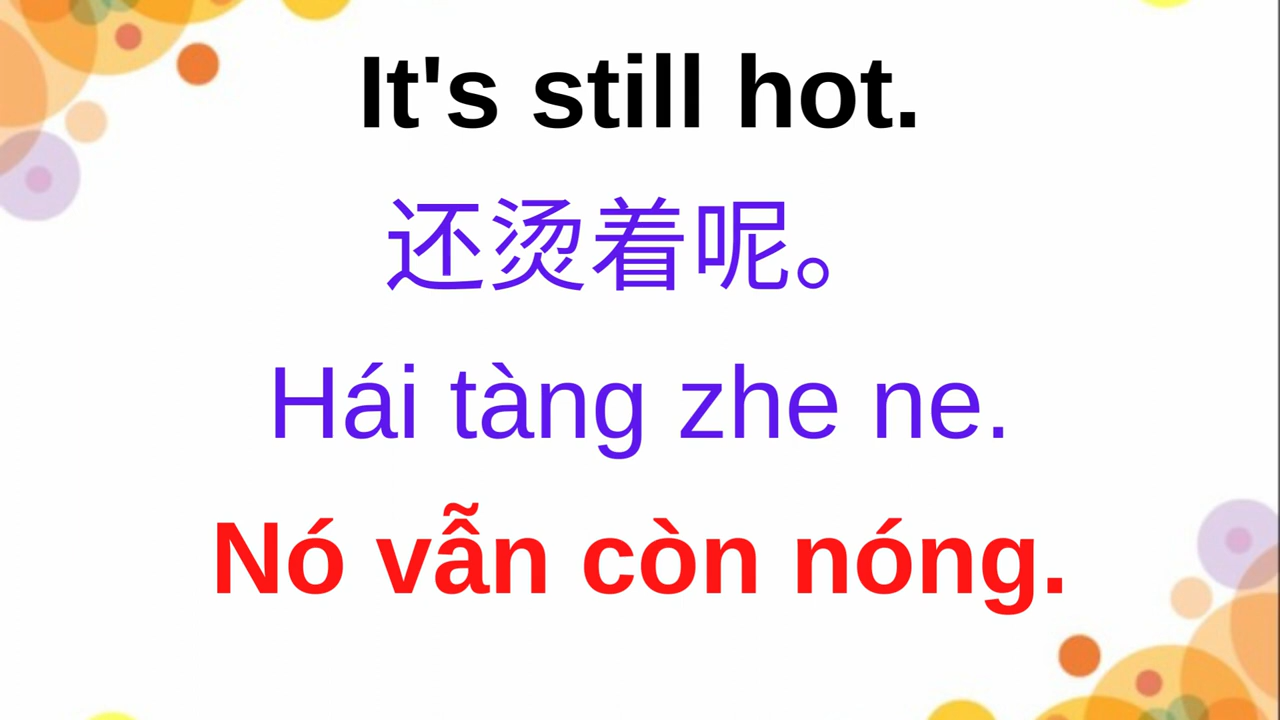 It's still hot.
还烫着呢。
Hái tàng zhe ne.
Nó vẫn còn nóng.